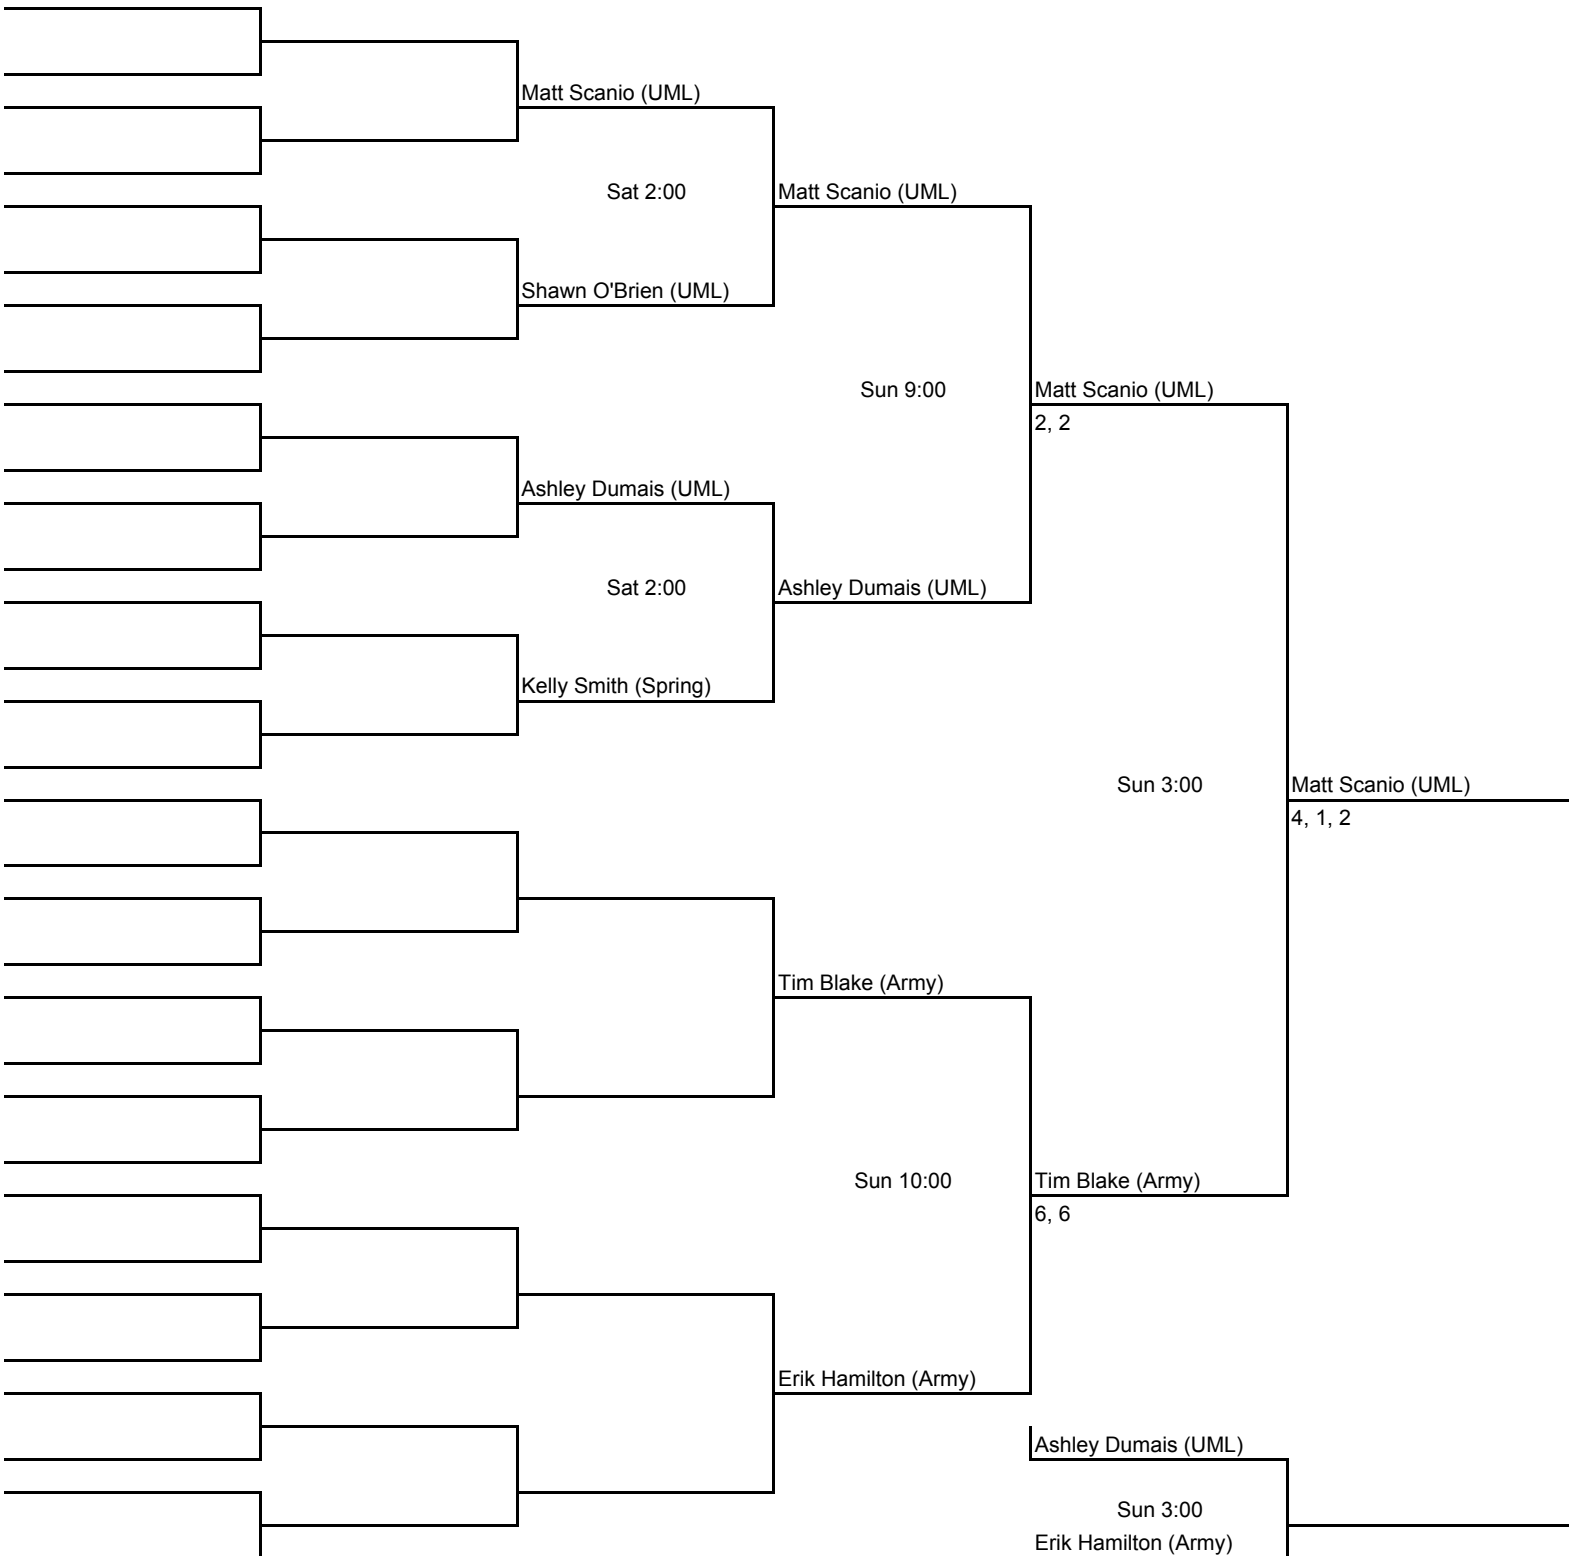 Matt Scanio (UML)
Sat 2:00
Matt Scanio (UML)
Shawn O'Brien (UML)
Sun 9:00
Matt Scanio (UML)
2, 2
Ashley Dumais (UML)
Sat 2:00
Ashley Dumais (UML)
Kelly Smith (Spring)
Sun 3:00
Matt Scanio (UML)
4, 1, 2
Tim Blake (Army)
Sun 10:00
Tim Blake (Army)
6, 6
Erik Hamilton (Army)
Ashley Dumais (UML)
Sun 3:00
Erik Hamilton (Army)